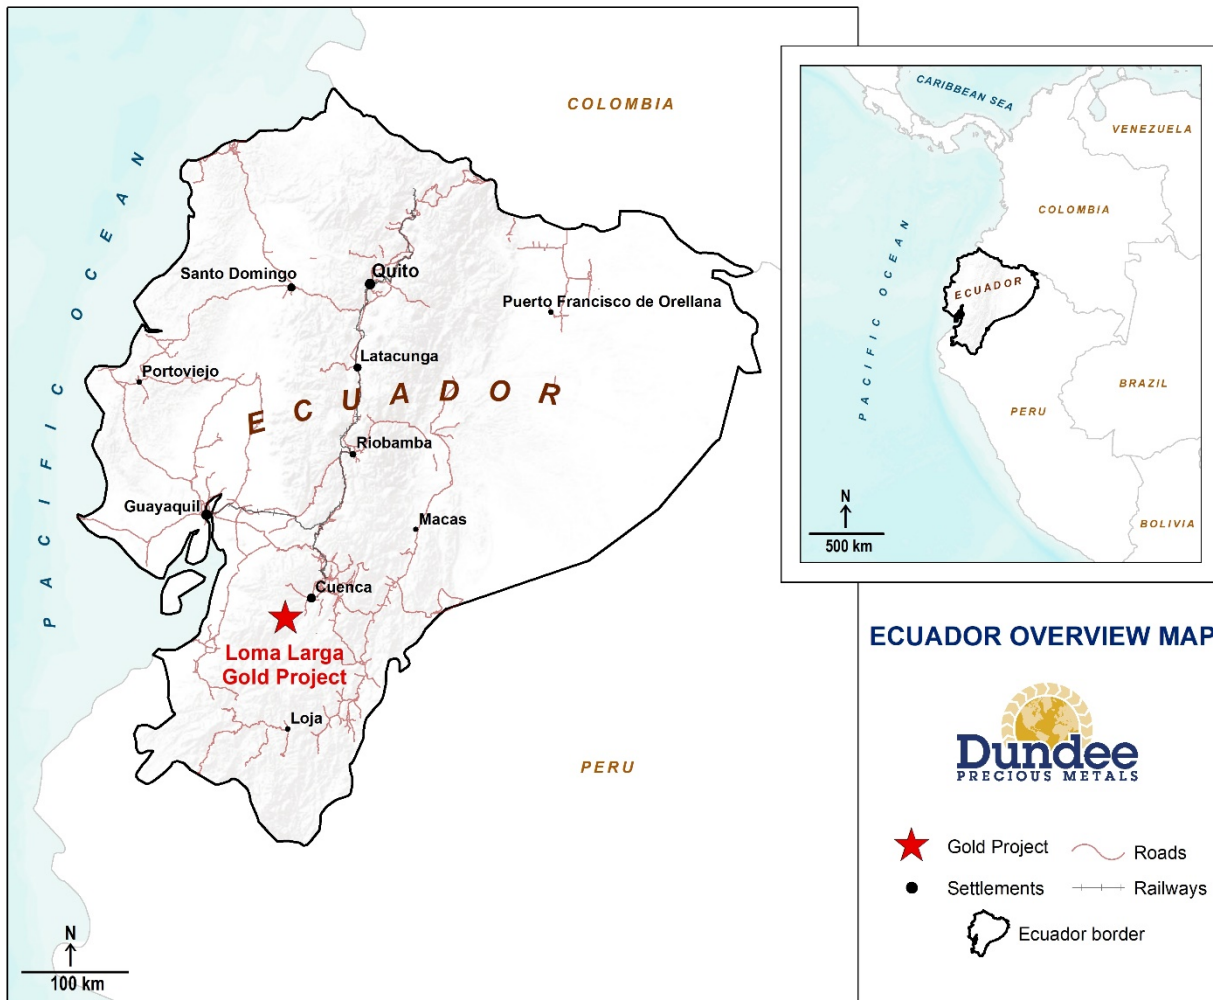 COLOMBIA
PACIFIC OCEAN
Santo Domingo
Quito
Puerto Francisco de Orellana
Latacunga
Portoviejo
ECUADOR
Riobamba
Guayaquil
Macas
Cuenca
Loma Larga
Gold Project
Loja
PERU
N
100 km
CARIBBEAN SEA
VENEZUELA
COLOMBIA
PACIFIC OCEAN
ECUADOR
BRAZIL
PERU
N
500 km
BOLIVIA
ECUADOR OVERVIEW MAP
Dundee
PRECIOUS METALS
Gold Project
Roads
Settlements
Railways
Ecuador border